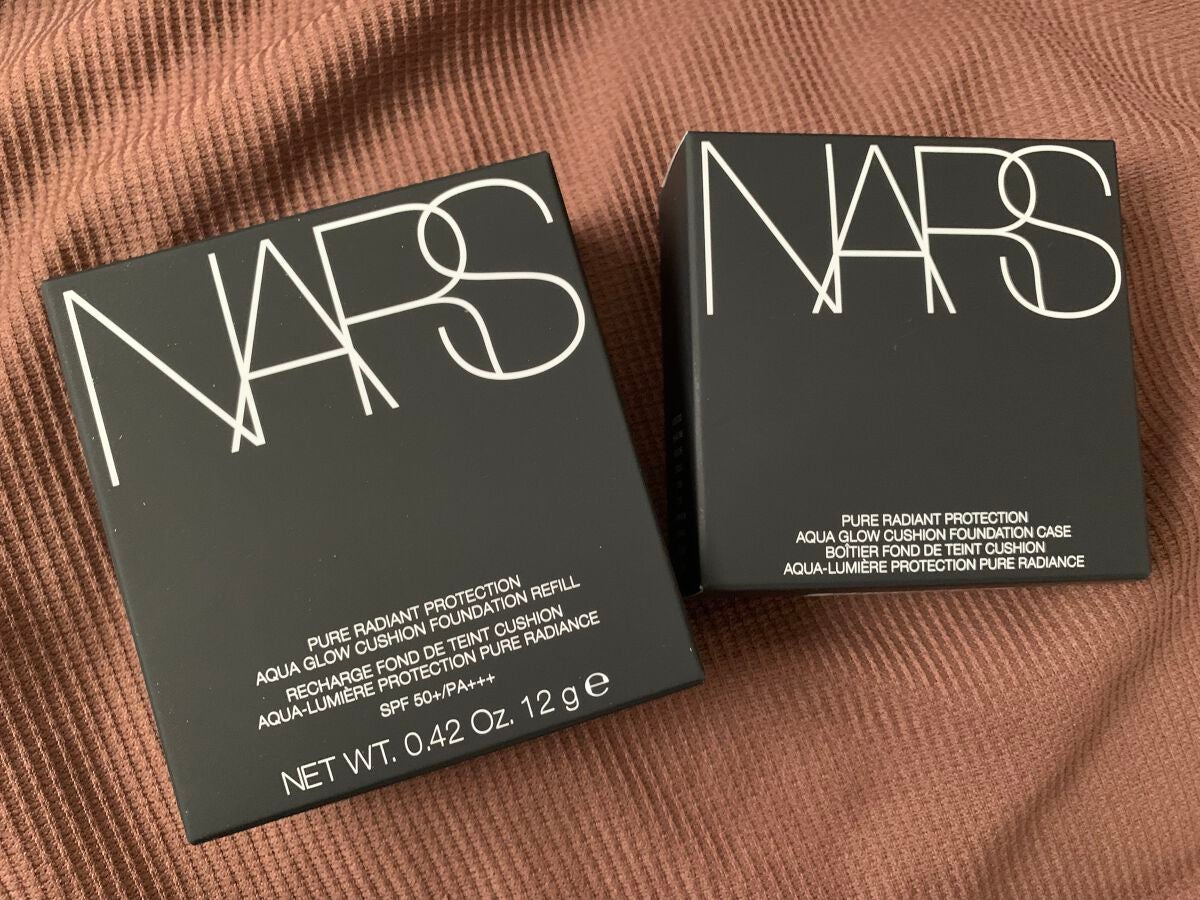 NARS
PURE RADIANT PROTECTION
AQUA GLOW CUSHION FOUNDATION REFILL
RECHARGE FOND DE TEINT CUSHION
AQUA-LUMIÈRE PROTECTION PURE RADIANCE
SPF 50+/PA+++
NET WT. 0.42 Oz. 12 g ℮
NARS
PURE RADIANT PROTECTION
AQUA GLOW CUSHION FOUNDATION CASE
BOÎTIER FOND DE TEINT CUSHION
AQUA-LUMIÈRE PROTECTION PURE RADIANCE